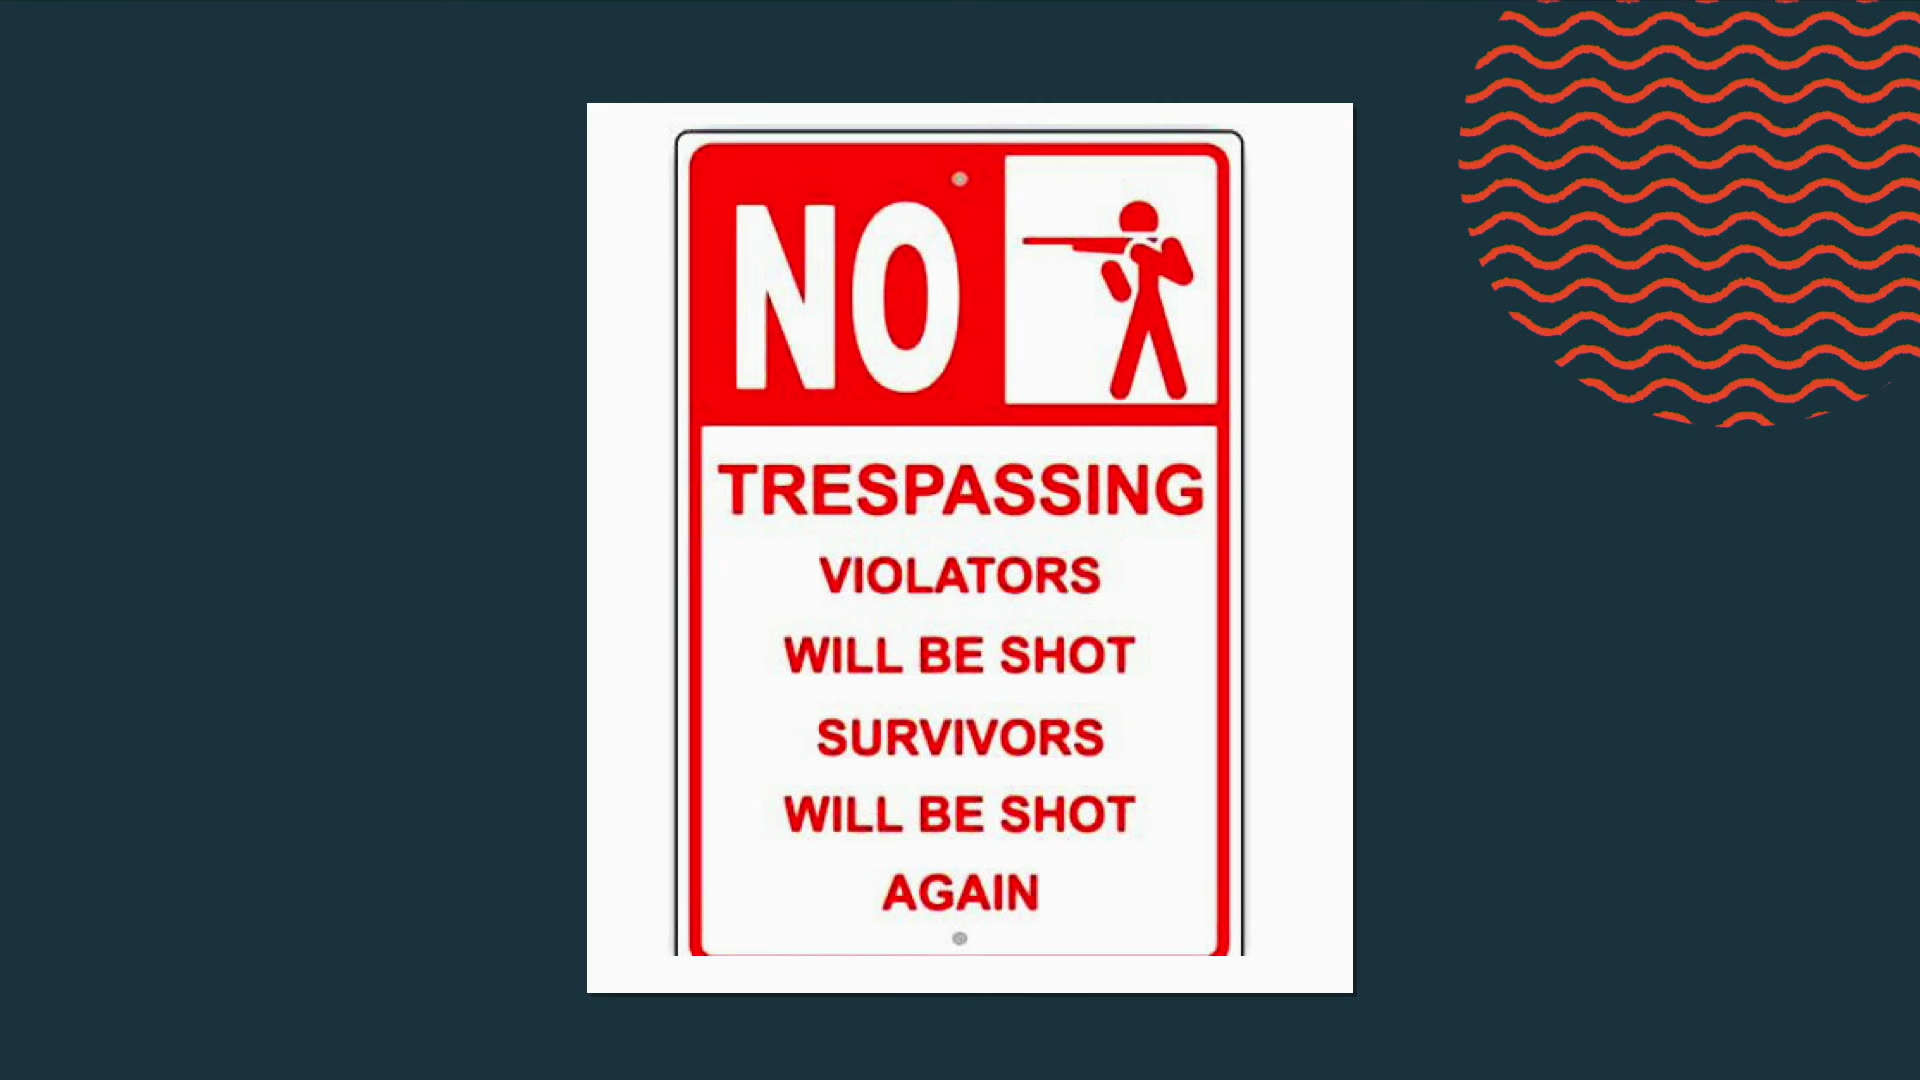 NO
TRESPASSING
VIOLATORS
WILL BE SHOT
SURVIVORS
WILL BE SHOT
AGAIN